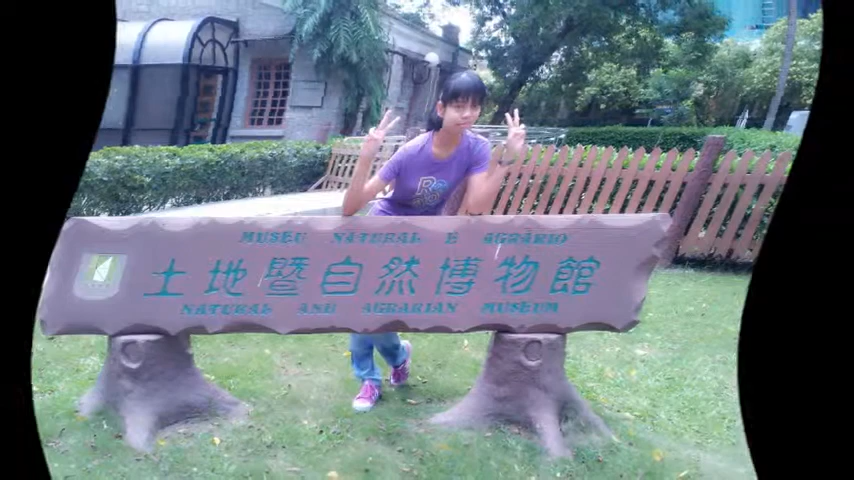 MUSEU NATURAL E AGRÁRIO
土地暨自然博物館
NATURAL AND AGRARIAN MUSEUM